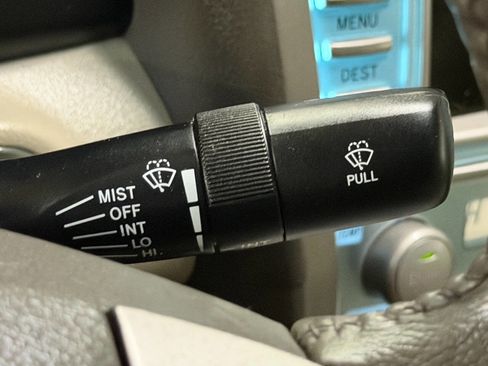 MENU
DEST
PULL
MIST
OFF
INT
LO
HI